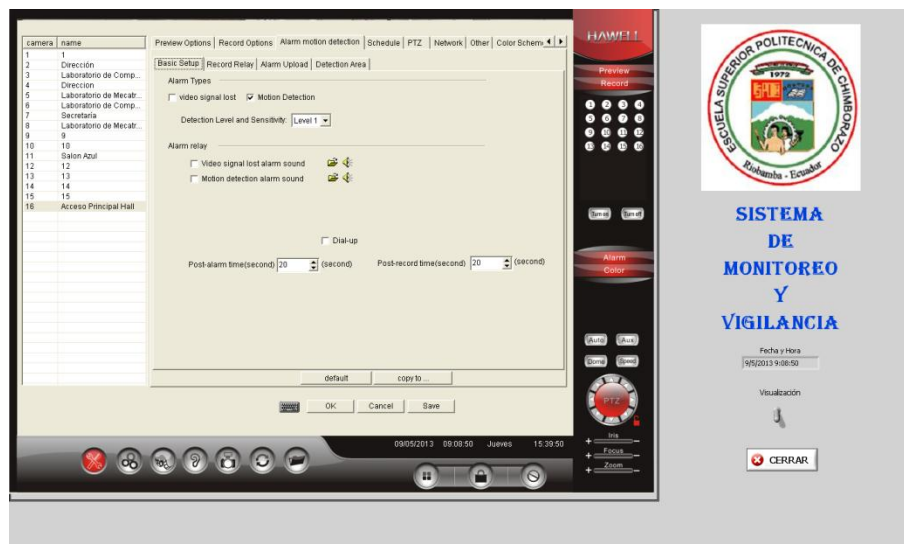 camera name
1 1
2 Dirección
3 Laboratorio de Comp...
4 Direccion
5 Laboratorio de Mecatr...
6 Laboratorio de Comp...
7 Secretaría
8 Laboratorio de Mecatr...
9 9
10 10
11 Salon Azul
12 12
13 13
14 14
15 15
16 Acceso Principal Hall
Preview Options Record Options Alarm motion detection Schedule PTZ Network Other Color Schem
Basic Setup Record Relay Alarm Upload Detection Area
Alarm Types
video signal lost Motion Detection
Detection Level and Sensitivity: Level 1
Alarm relay
Video signal lost alarm sound
Motion detection alarm sound
Dial-up
Post-alarm time(second) 20 (second) Post-record time(second) 20 (second)
default copy to ...
OK Cancel Save
09/05/2013 09:08:50 Jueves 15:39:50
HAWELL
Preview
Record
1 2 3 4
5 6 7 8
9 10 11 12
13 14 15 16
Turn on Turn off
Alarm
Color
Auto Aux
Dome Speed
PTZ
+ Iris -
+ Focus -
+ Zoom -
ESCUELA SUPERIOR POLITECNICA DE CHIMBORAZO
1972
Riobamba - Ecuador
SISTEMA
DE
MONITOREO
Y
VIGILANCIA
Fecha y Hora
9/5/2013 9:08:50
Visualización
CERRAR